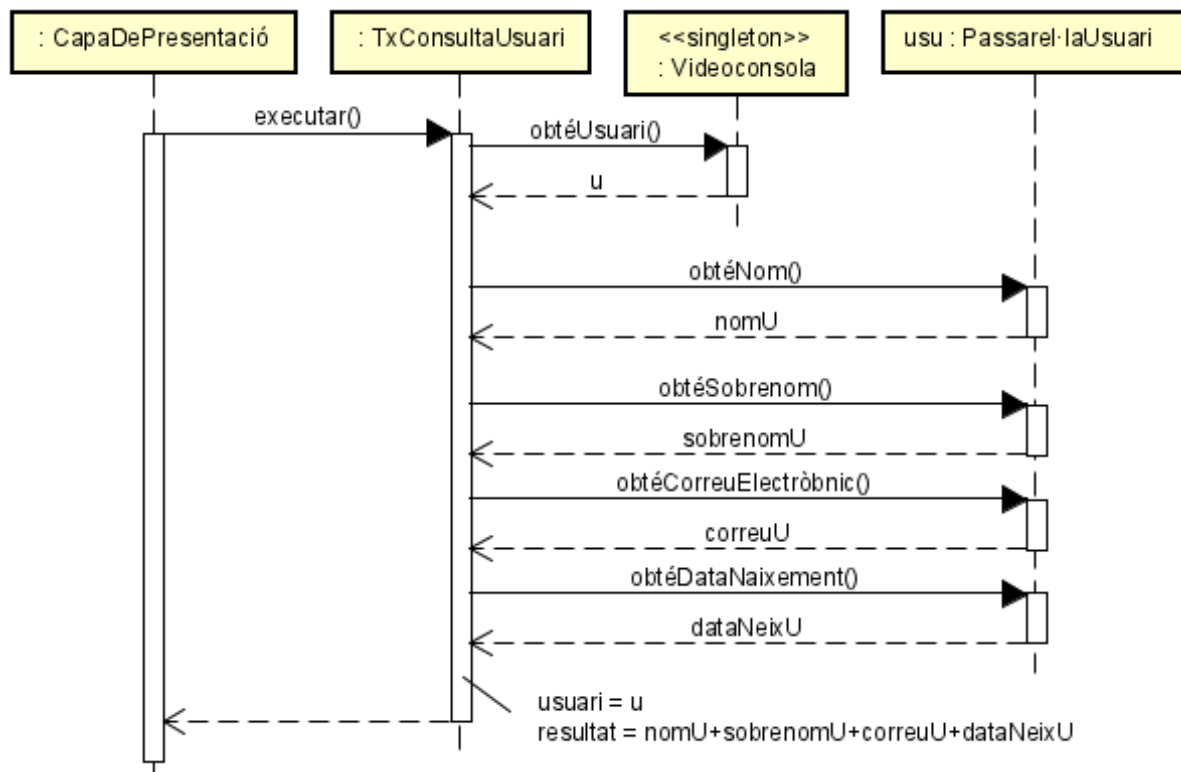 : CapaDePresentació
: TxConsultaUsuari
<<singleton>>
: Videoconsola
usu : Passarel·laUsuari
executar()
obtéUsuari()
u
obtéNom()
nomU
obtéSobrenom()
sobrenomU
obtéCorreuElectròbnic()
correuU
obtéDataNaixement()
dataNeixU
usuari = u
resultat = nomU+sobrenomU+correuU+dataNeixU